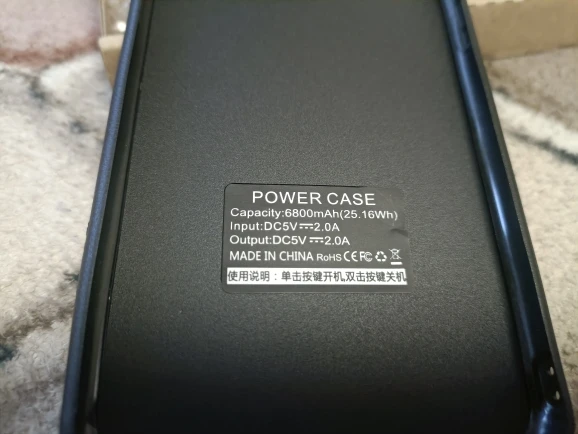 POWER CASE
Capacity:6800mAh(25.16Wh)
Input:DC5V⎓2.0A
Output:DC5V⎓2.0A
MADE IN CHINA RoHS CE FC
使用说明：单击按键开机,双击按键关机